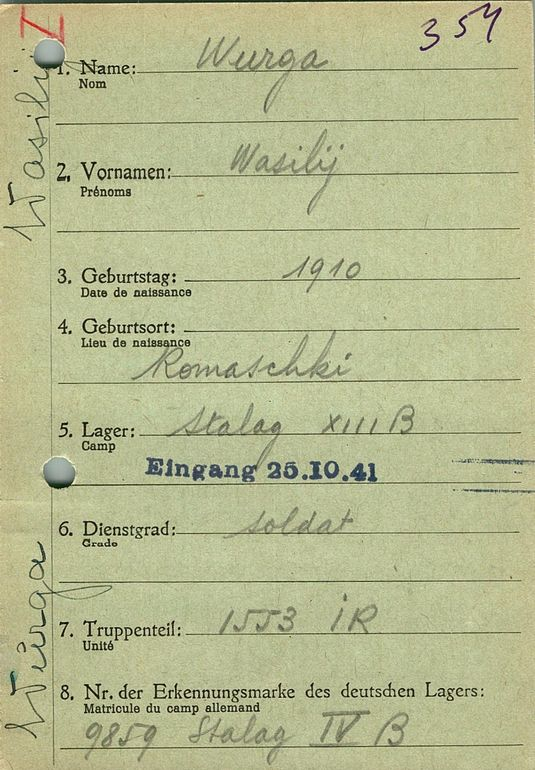 354
I
1. Name: Wurga
Nom
2. Vornamen: Wasilij
Prénoms
3. Geburtstag: 1910
Date de naissance
4. Geburtsort:
Lieu de naissance
Romaschki
5. Lager: Stalag XIII B
Camp
Eingang 25.10.41
6. Dienstgrad: soldat
Grade
7. Truppenteil: 1553 IR
Unité
8. Nr. der Erkennungsmarke des deutschen Lagers:
Matricule du camp allemand
9859 Stalag IV B
Wurga Wasilij